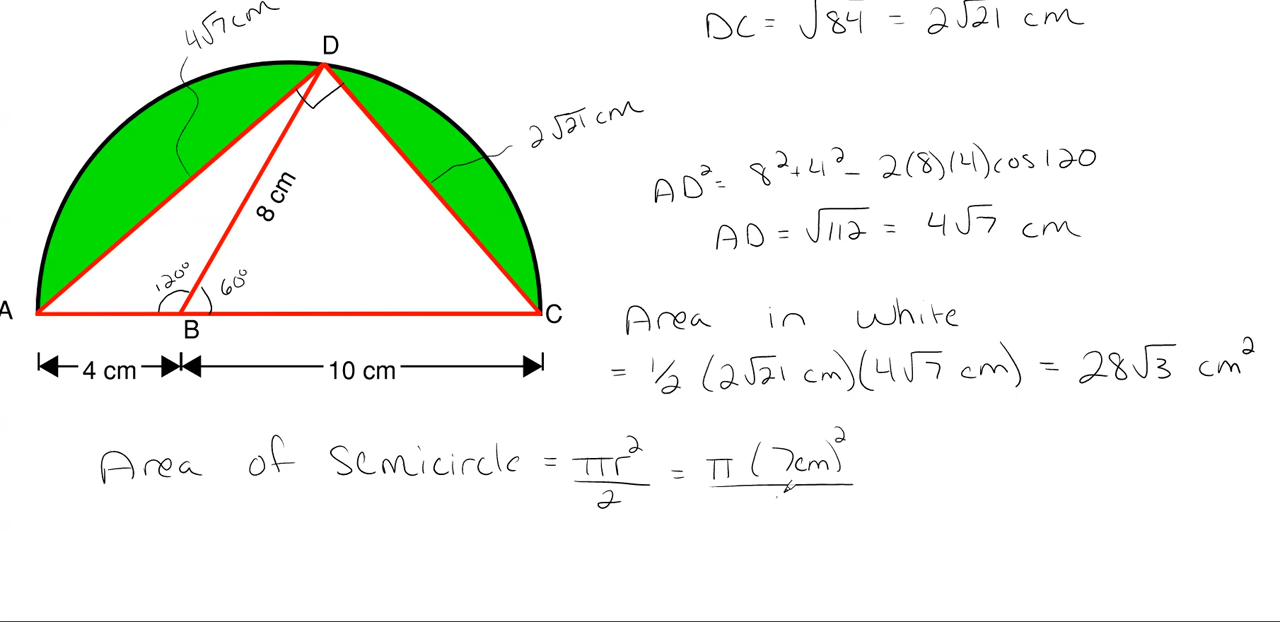 4√7 cm
DC = √84 = 2√21 cm
D
2√21 cm
AD² = 8² + 4² - 2(8)(4)cos120
8 cm
AD = √112 = 4√7 cm
120° 60°
A B C
Area in white
4 cm 10 cm
= 1/2 (2√21 cm)(4√7 cm) = 28√3 cm²
Area of semicircle = πr²/2 = π(7cm)²